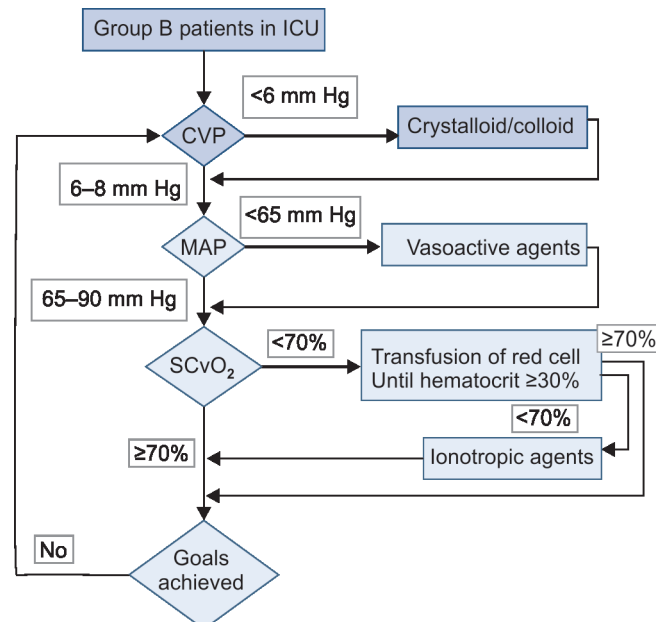 Group B patients in ICU
<6 mm Hg
CVP
Crystalloid/colloid
6–8 mm Hg
<65 mm Hg
MAP
Vasoactive agents
65–90 mm Hg
<70%
≥70%
SCvO₂
Transfusion of red cell
Until hematocrit ≥30%
<70%
≥70%
Ionotropic agents
No
Goals
achieved